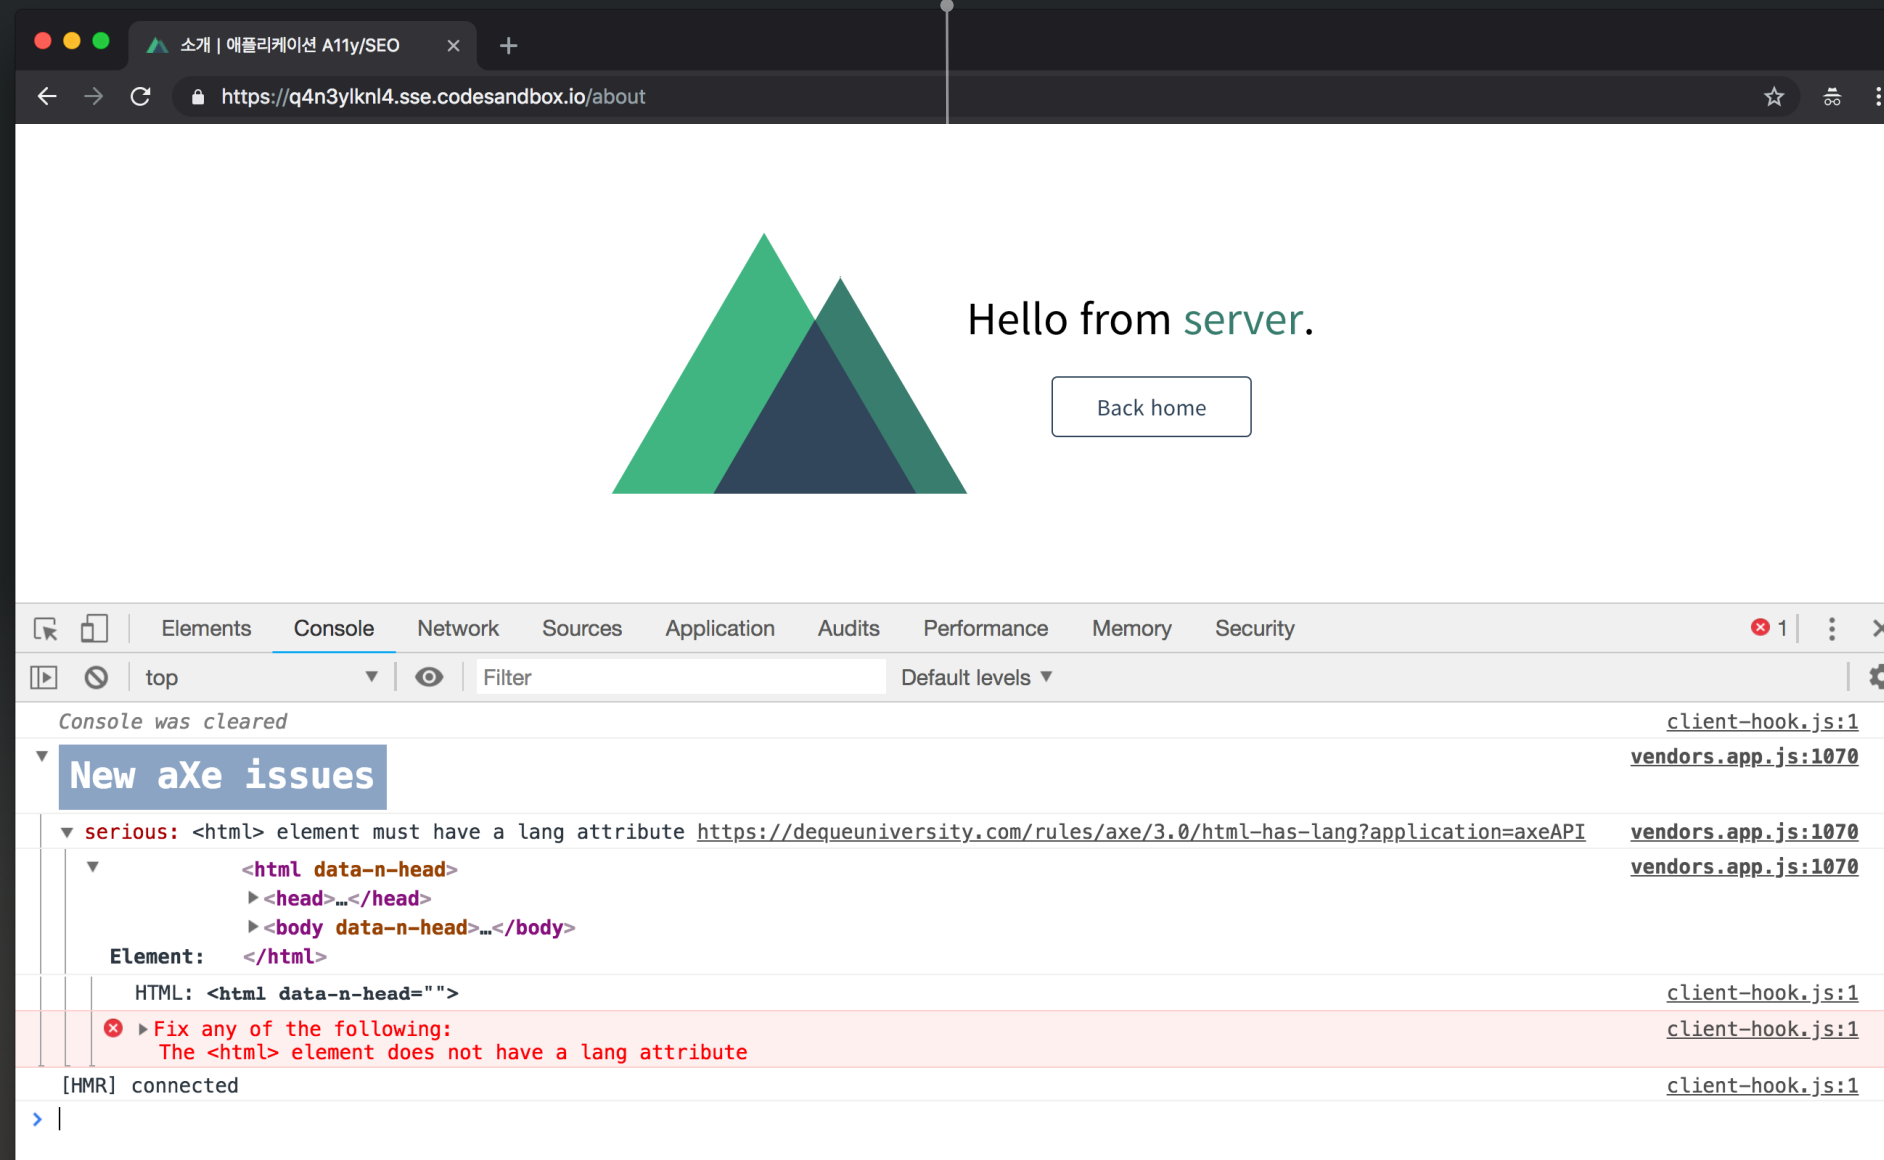 소개 | 애플리케이션 A11y/SEO
https://q4n3ylknl4.sse.codesandbox.io/about
Hello from server.
Back home
Elements Console Network Sources Application Audits Performance Memory Security 1
top Filter Default levels
Console was cleared client-hook.js:1
New aXe issues vendors.app.js:1070
serious: <html> element must have a lang attribute https://dequeuniversity.com/rules/axe/3.0/html-has-lang?application=axeAPI vendors.app.js:1070
<html data-n-head> vendors.app.js:1070
<head>…</head>
<body data-n-head>…</body>
Element: </html>
HTML: <html data-n-head=""> client-hook.js:1
Fix any of the following: client-hook.js:1
The <html> element does not have a lang attribute
[HMR] connected client-hook.js:1